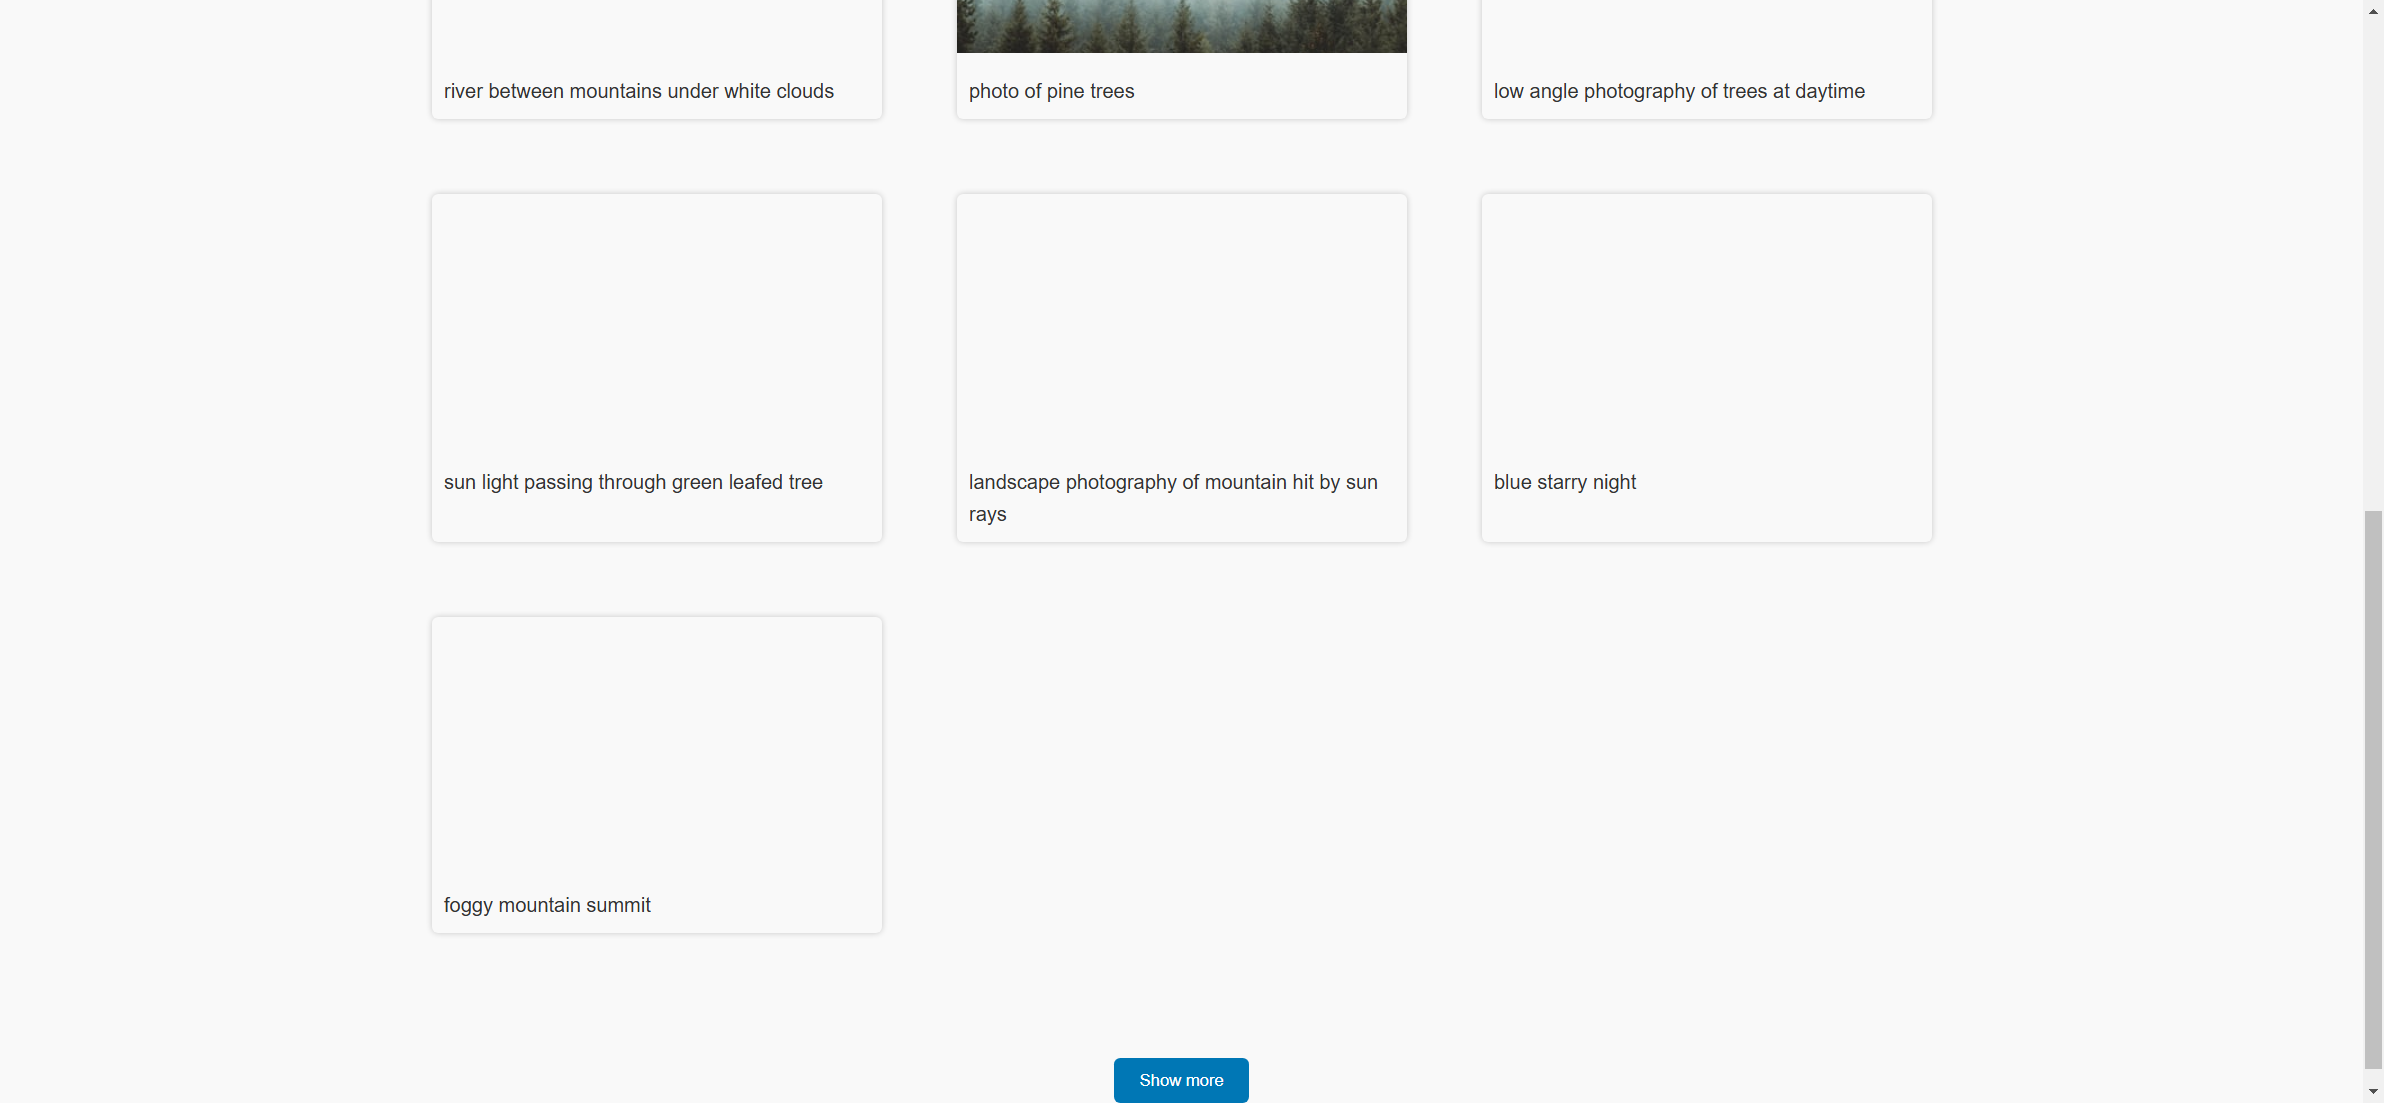 river between mountains under white clouds
photo of pine trees
low angle photography of trees at daytime
sun light passing through green leafed tree
landscape photography of mountain hit by sun
rays
blue starry night
foggy mountain summit
Show more